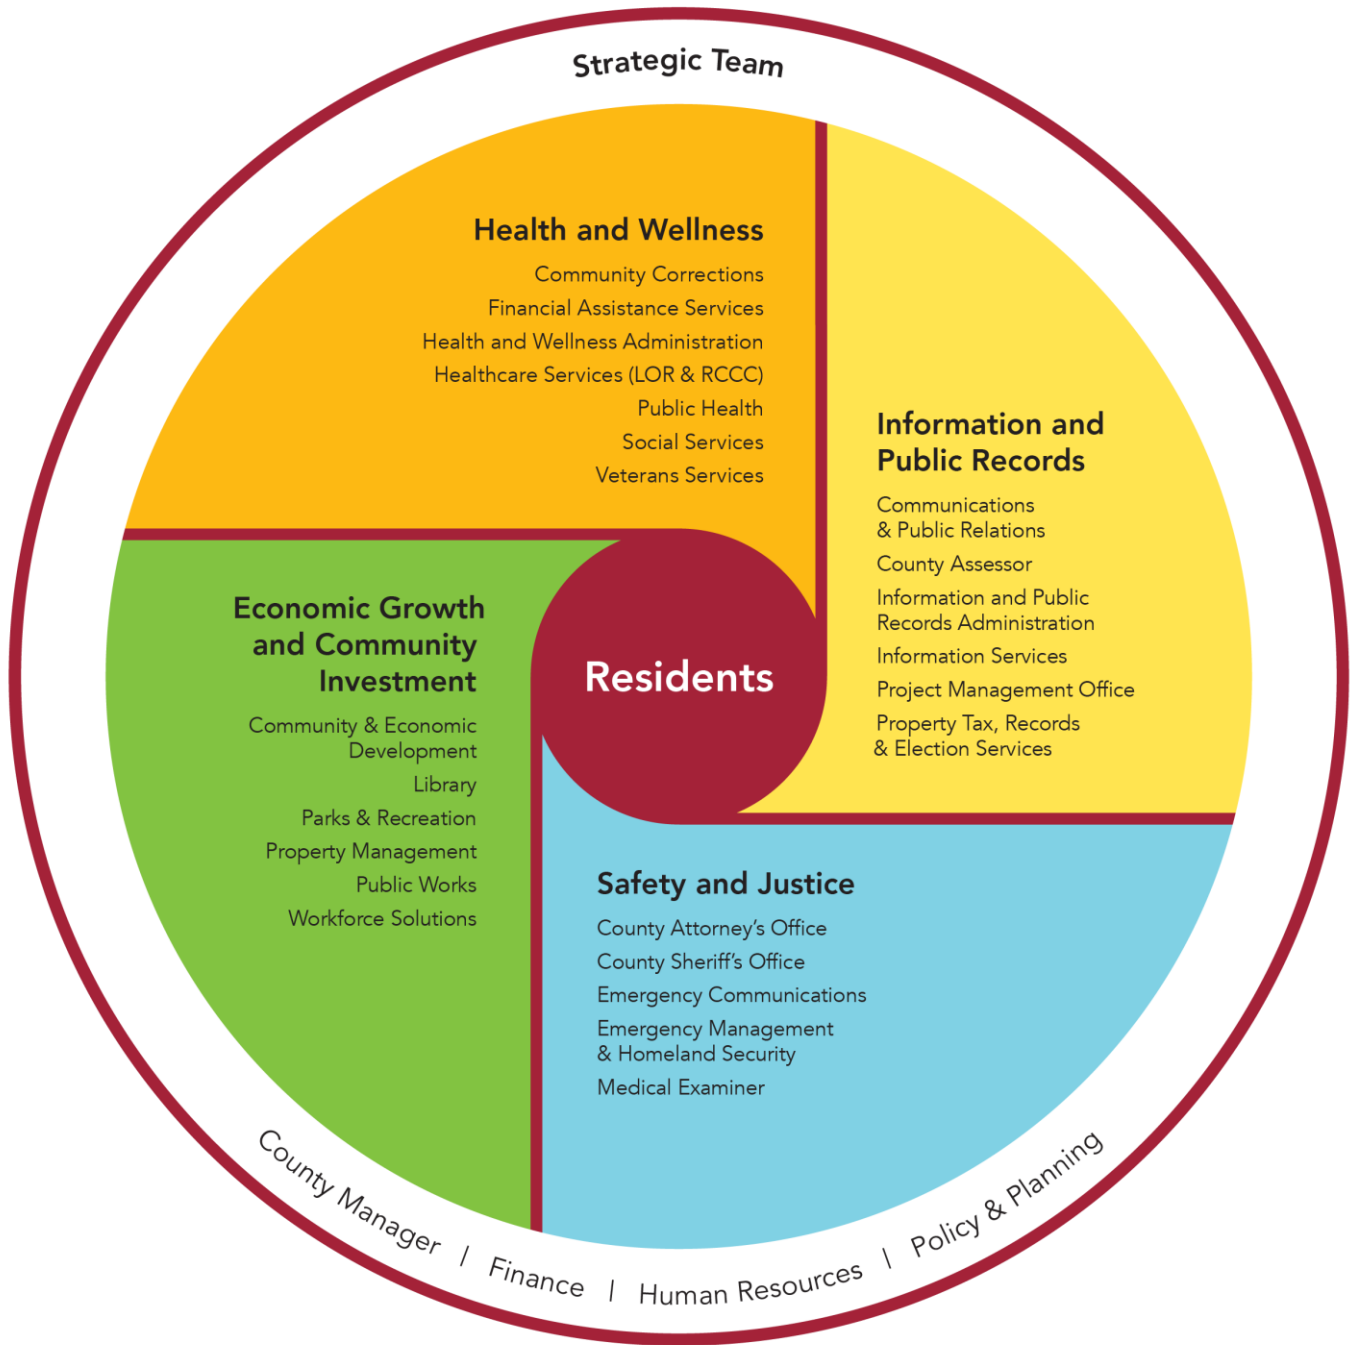 Strategic Team
Health and Wellness
Community Corrections
Financial Assistance Services
Health and Wellness Administration
Healthcare Services (LOR & RCCC)
Public Health
Social Services
Veterans Services
Information and
Public Records
Communications
& Public Relations
County Assessor
Information and Public
Records Administration
Information Services
Project Management Office
Property Tax, Records
& Election Services
Economic Growth
and Community
Investment
Community & Economic
Development
Library
Parks & Recreation
Property Management
Public Works
Workforce Solutions
Residents
Safety and Justice
County Attorney’s Office
County Sheriff’s Office
Emergency Communications
Emergency Management
& Homeland Security
Medical Examiner
County Manager | Finance | Human Resources | Policy & Planning